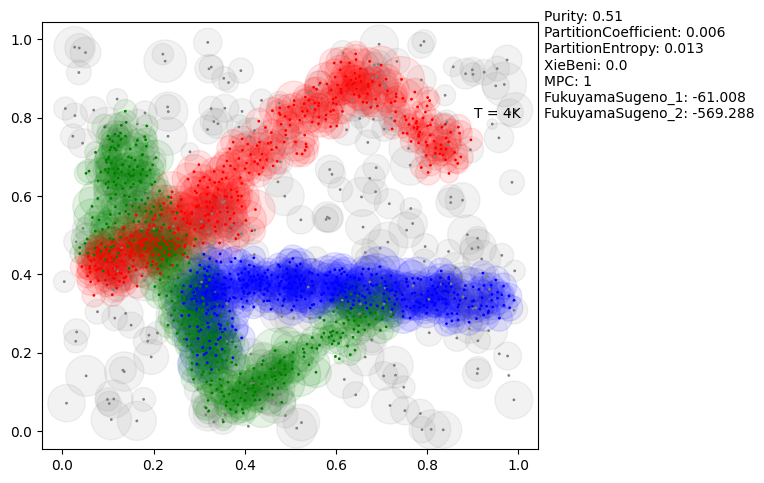 Purity: 0.51
PartitionCoefficient: 0.006
PartitionEntropy: 0.013
XieBeni: 0.0
MPC: 1
FukuyamaSugeno_1: -61.008
FukuyamaSugeno_2: -569.288
T = 4K
1.0
0.8
0.6
0.4
0.2
0.0
0.0 0.2 0.4 0.6 0.8 1.0